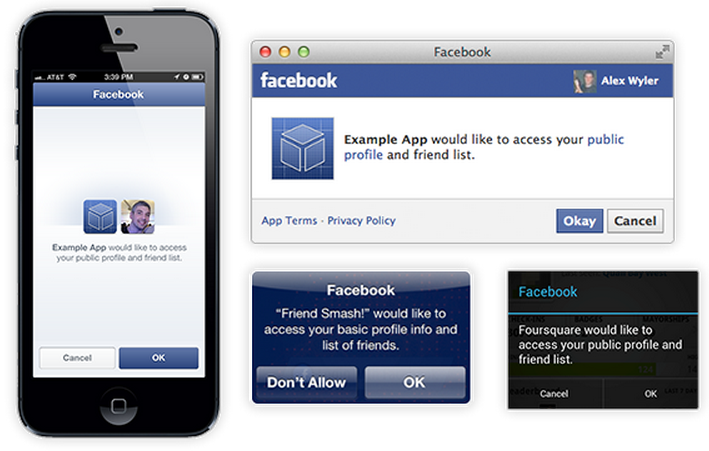 AT&T 3:39 PM
Facebook
Example App would like to access
your public profile and friend list.
Cancel OK
Facebook
facebook Alex Wyler
Example App would like to access your public
profile and friend list.
App Terms · Privacy Policy Okay Cancel
Facebook
“Friend Smash!” would like to
access your basic profile info and
list of friends.
Don't Allow OK
Facebook
Foursquare would like to
access your public profile and
friend list.
Cancel OK